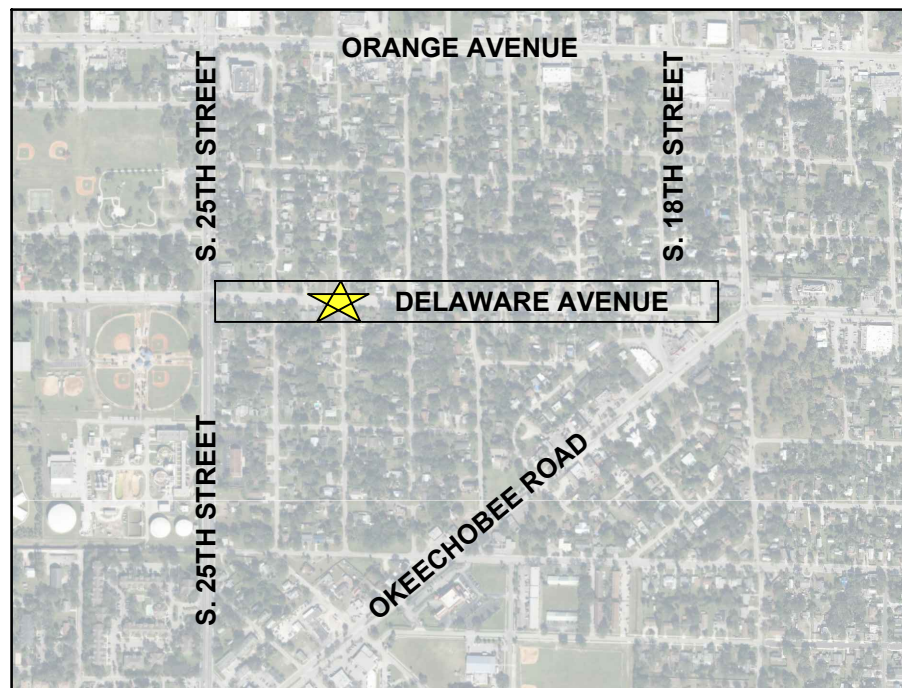 ORANGE AVENUE
S. 25TH STREET
S. 18TH STREET
DELAWARE AVENUE
S. 25TH STREET
OKEECHOBEE ROAD